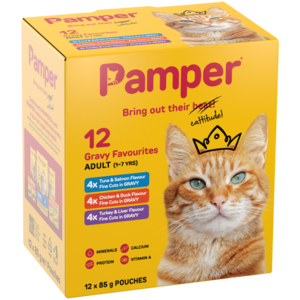 Pamper®
Bring out their best!
cattitude!
12
Gravy Favourites
ADULT (1-7 YRS)
4x Tuna & Salmon Flavour
Fine Cuts in GRAVY
4x Chicken & Duck Flavour
Fine Cuts in GRAVY
4x Turkey & Liver Flavour
Fine Cuts in GRAVY
MINERALS CALCIUM
PROTEIN VITAMIN A
12 x 85 g POUCHES